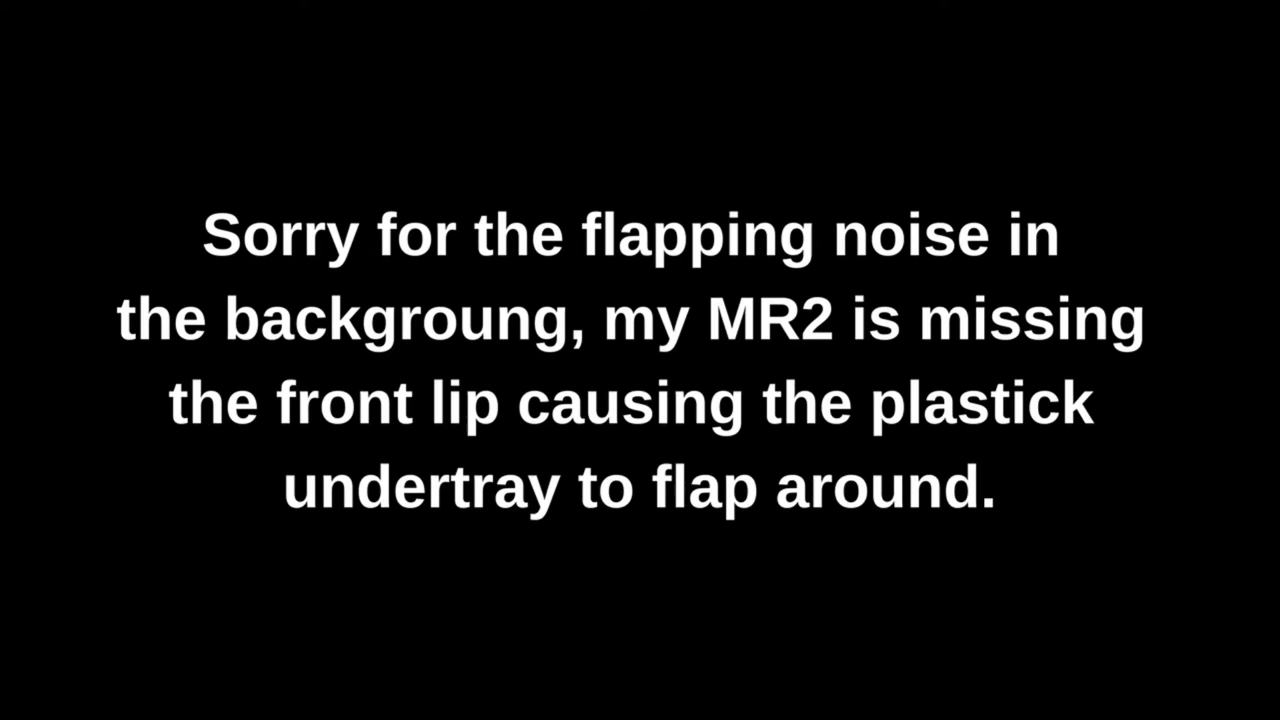 Sorry for the flapping noise in
the backgroung, my MR2 is missing
the front lip causing the plastick
undertray to flap around.